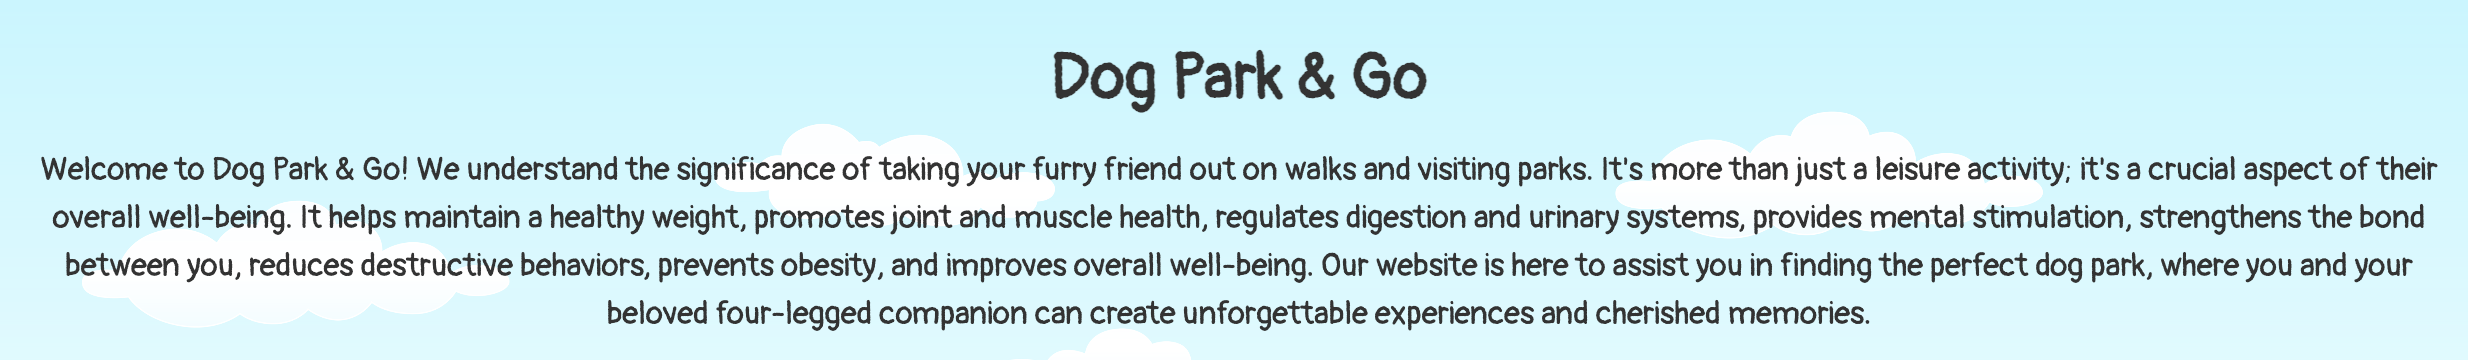 Dog Park & Go
Welcome to Dog Park & Go! We understand the significance of taking your furry friend out on walks and visiting parks. It's more than just a leisure activity; it's a crucial aspect of their
overall well-being. It helps maintain a healthy weight, promotes joint and muscle health, regulates digestion and urinary systems, provides mental stimulation, strengthens the bond
between you, reduces destructive behaviors, prevents obesity, and improves overall well-being. Our website is here to assist you in finding the perfect dog park, where you and your
beloved four-legged companion can create unforgettable experiences and cherished memories.